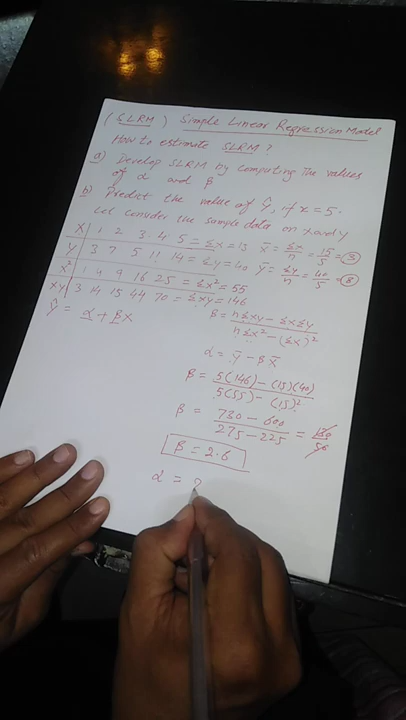 (SLRM) Simple Linear Regression Model
How to estimate SLRM?
a) Develop SLRM by computing the values
of α and β
b) Predict the value of Ŷ, if x = 5.
Let consider the sample data on x and y
X | 1 2 3 4 5 = Σx = 15 x̄ = Σx/n = 15/5 = 3
Y | 3 7 5 11 14 = Σy = 40 ȳ = Σy/n = 40/5 = 8
X² | 1 4 9 16 25 = Σx² = 55
XY | 3 14 15 44 70 = Σxy = 146
Ŷ = α + βx
β = nΣxy - ΣxΣy / nΣx² - (Σx)²
α = Ȳ - βX̄
β = 5(146) - (15)(40) / 5(55) - (15)²
β = 730 - 600 / 275 - 225 = 130/50
β = 2.6
α =